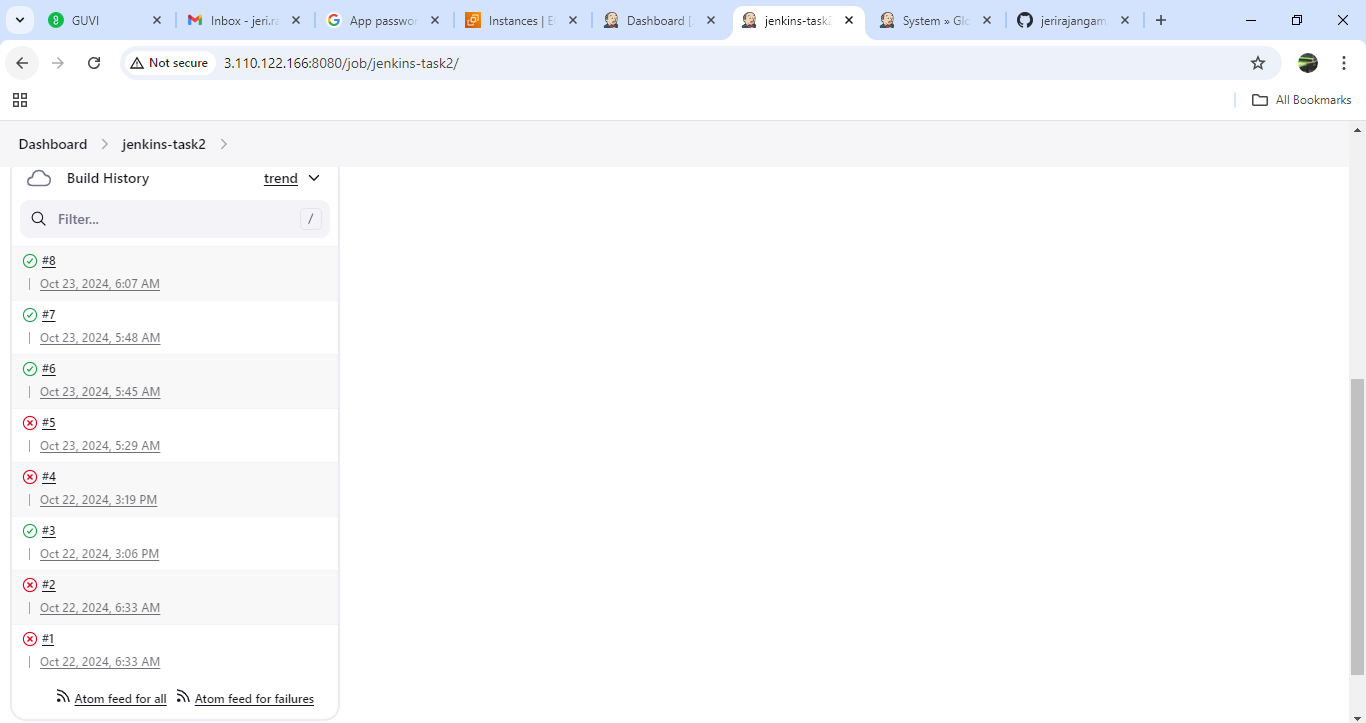 GUVI
Inbox - jeri.ra
App passwor
Instances | E
Dashboard [
jenkins-task2
System » Glo
jerirajangam
Not secure
3.110.122.166:8080/job/jenkins-task2/
All Bookmarks
Dashboard
jenkins-task2
Build History
trend
Filter...
/
#8
Oct 23, 2024, 6:07 AM
#7
Oct 23, 2024, 5:48 AM
#6
Oct 23, 2024, 5:45 AM
#5
Oct 23, 2024, 5:29 AM
#4
Oct 22, 2024, 3:19 PM
#3
Oct 22, 2024, 3:06 PM
#2
Oct 22, 2024, 6:33 AM
#1
Oct 22, 2024, 6:33 AM
Atom feed for all
Atom feed for failures